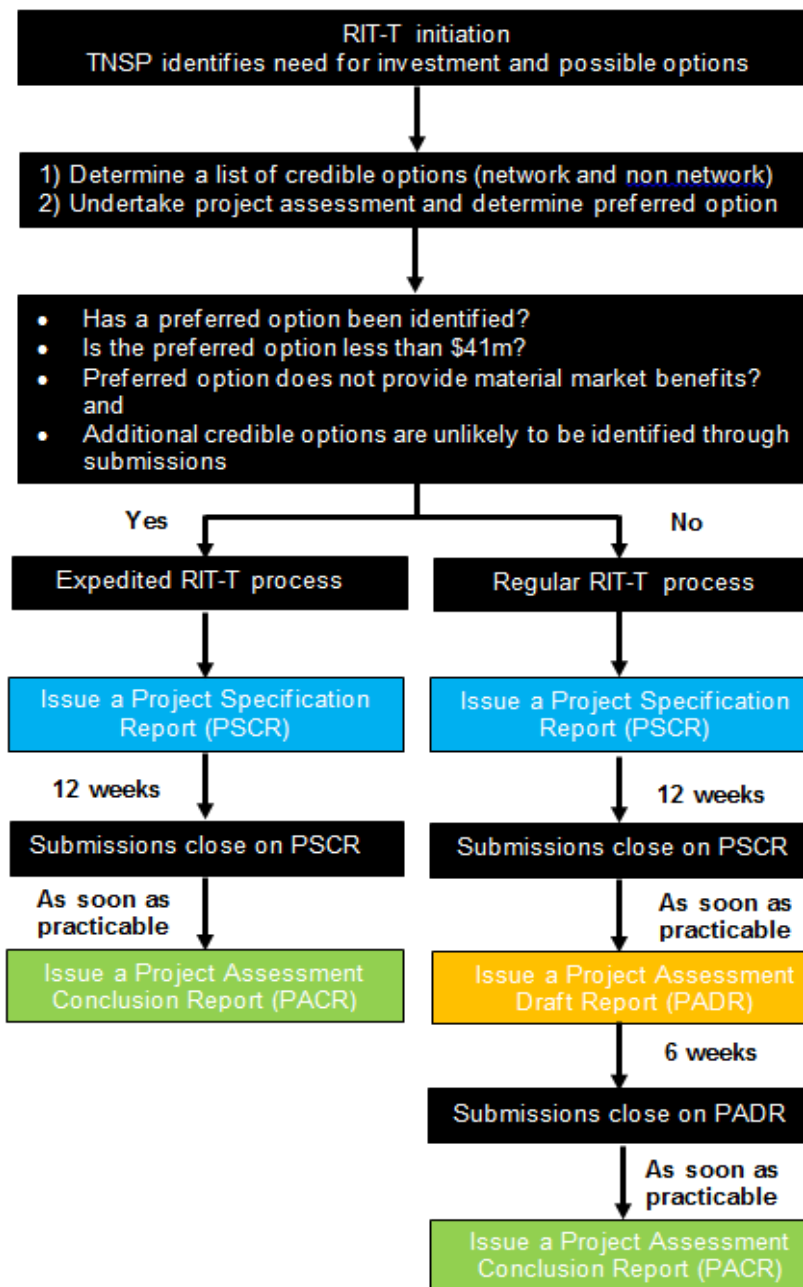 RIT-T initiation
TNSP identifies need for investment and possible options
1) Determine a list of credible options (network and non network)
2) Undertake project assessment and determine preferred option
• Has a preferred option been identified?
• Is the preferred option less than $41m?
• Preferred option does not provide material market benefits?
and
• Additional credible options are unlikely to be identified through
submissions
Yes
No
Expedited RIT-T process
Regular RIT-T process
Issue a Project Specification
Report (PSCR)
Issue a Project Specification
Report (PSCR)
12 weeks
12 weeks
Submissions close on PSCR
Submissions close on PSCR
As soon as
practicable
As soon as
practicable
Issue a Project Assessment
Conclusion Report (PACR)
Issue a Project Assessment
Draft Report (PADR)
6 weeks
Submissions close on PADR
As soon as
practicable
Issue a Project Assessment
Conclusion Report (PACR)